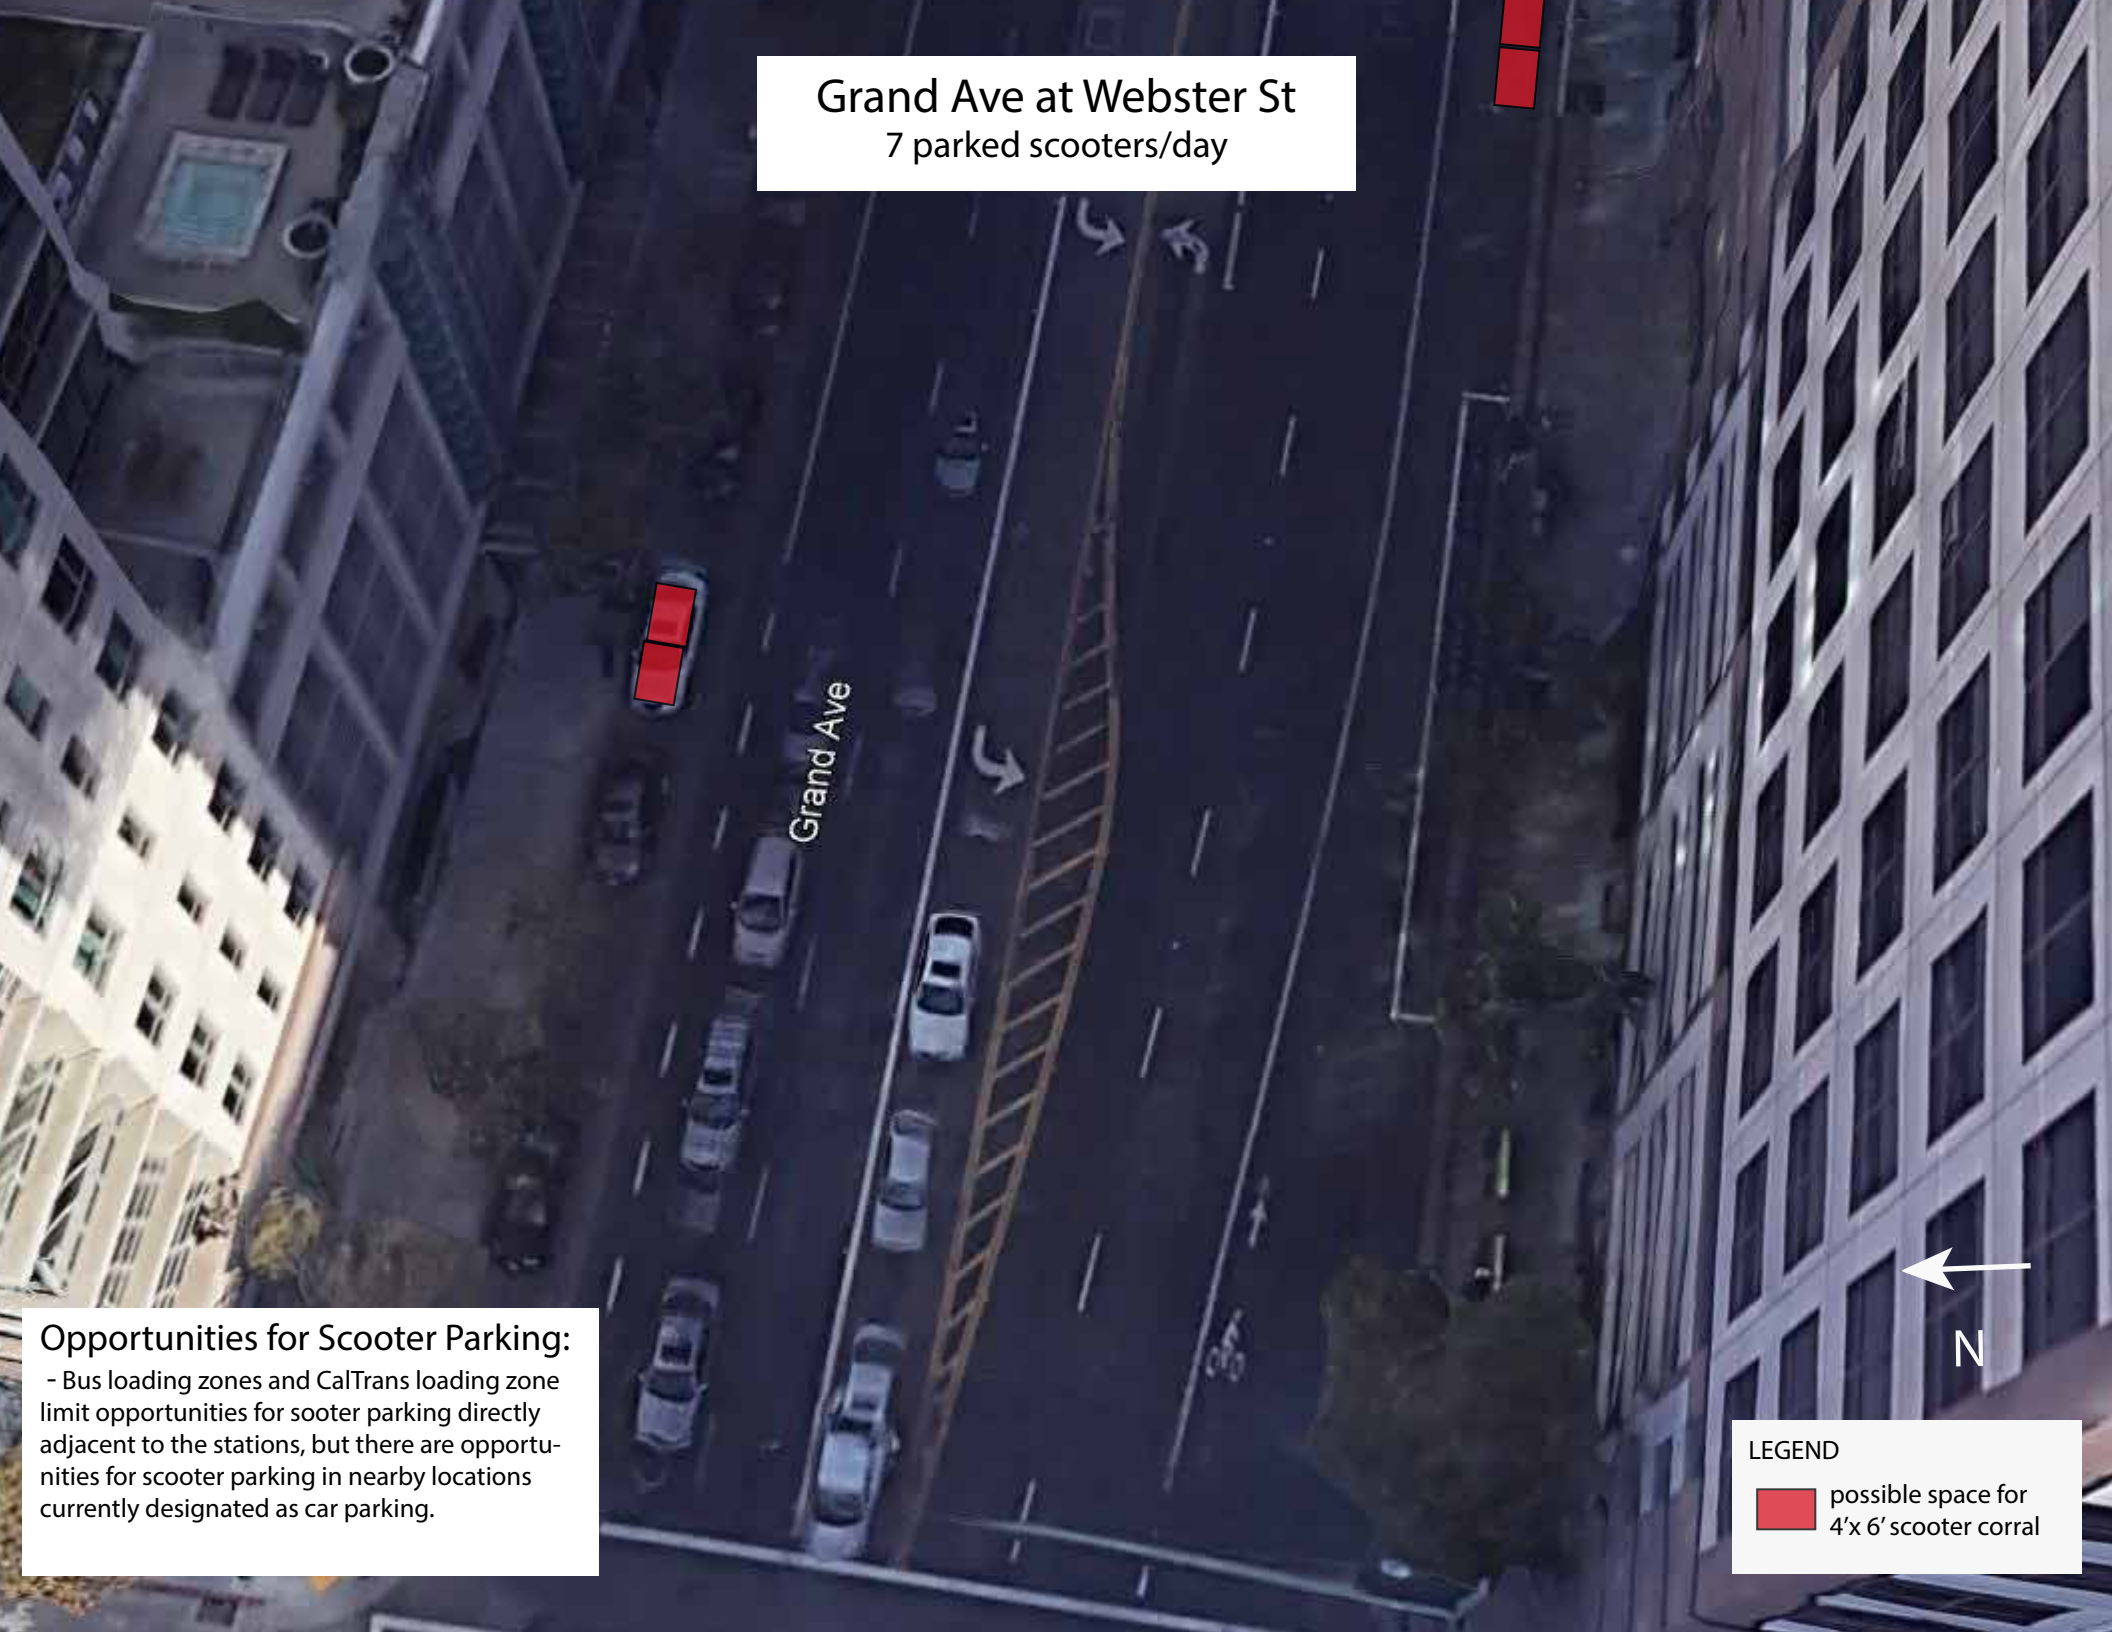 Grand Ave at Webster St
7 parked scooters/day
Grand Ave
Opportunities for Scooter Parking:
- Bus loading zones and CalTrans loading zone
limit opportunities for sooter parking directly
adjacent to the stations, but there are opportu-
nities for scooter parking in nearby locations
currently designated as car parking.
N
LEGEND
possible space for
4'x 6' scooter corral